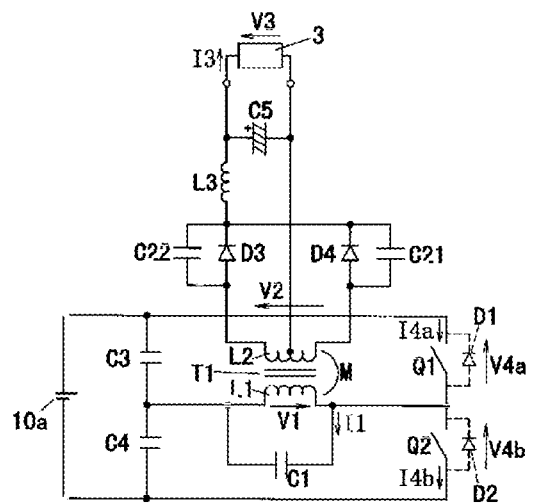 V3
3
I3
C5
L3
C22
D3
D4
C21
V2
I4a
D1
L2
C3
T1
M
Q1
V4a
L1
10a
V1
I1
C4
Q2
V4b
C1
I4b
D2